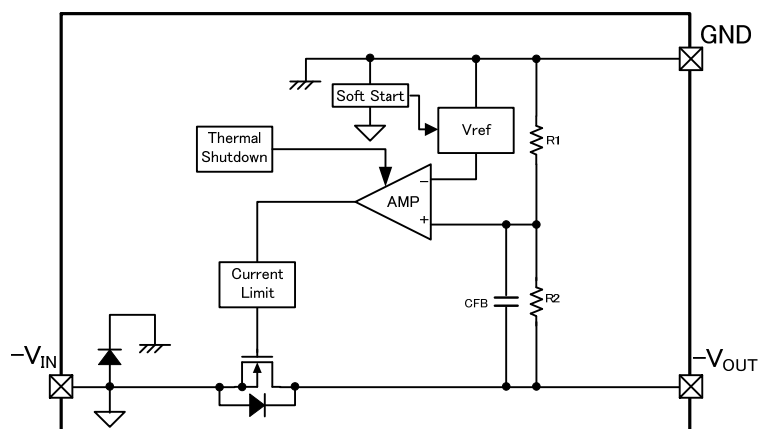 GND
Soft Start
Vref
Thermal
Shutdown
R1
−
AMP
+
Current
Limit
CFB
R2
−VIN
−VOUT